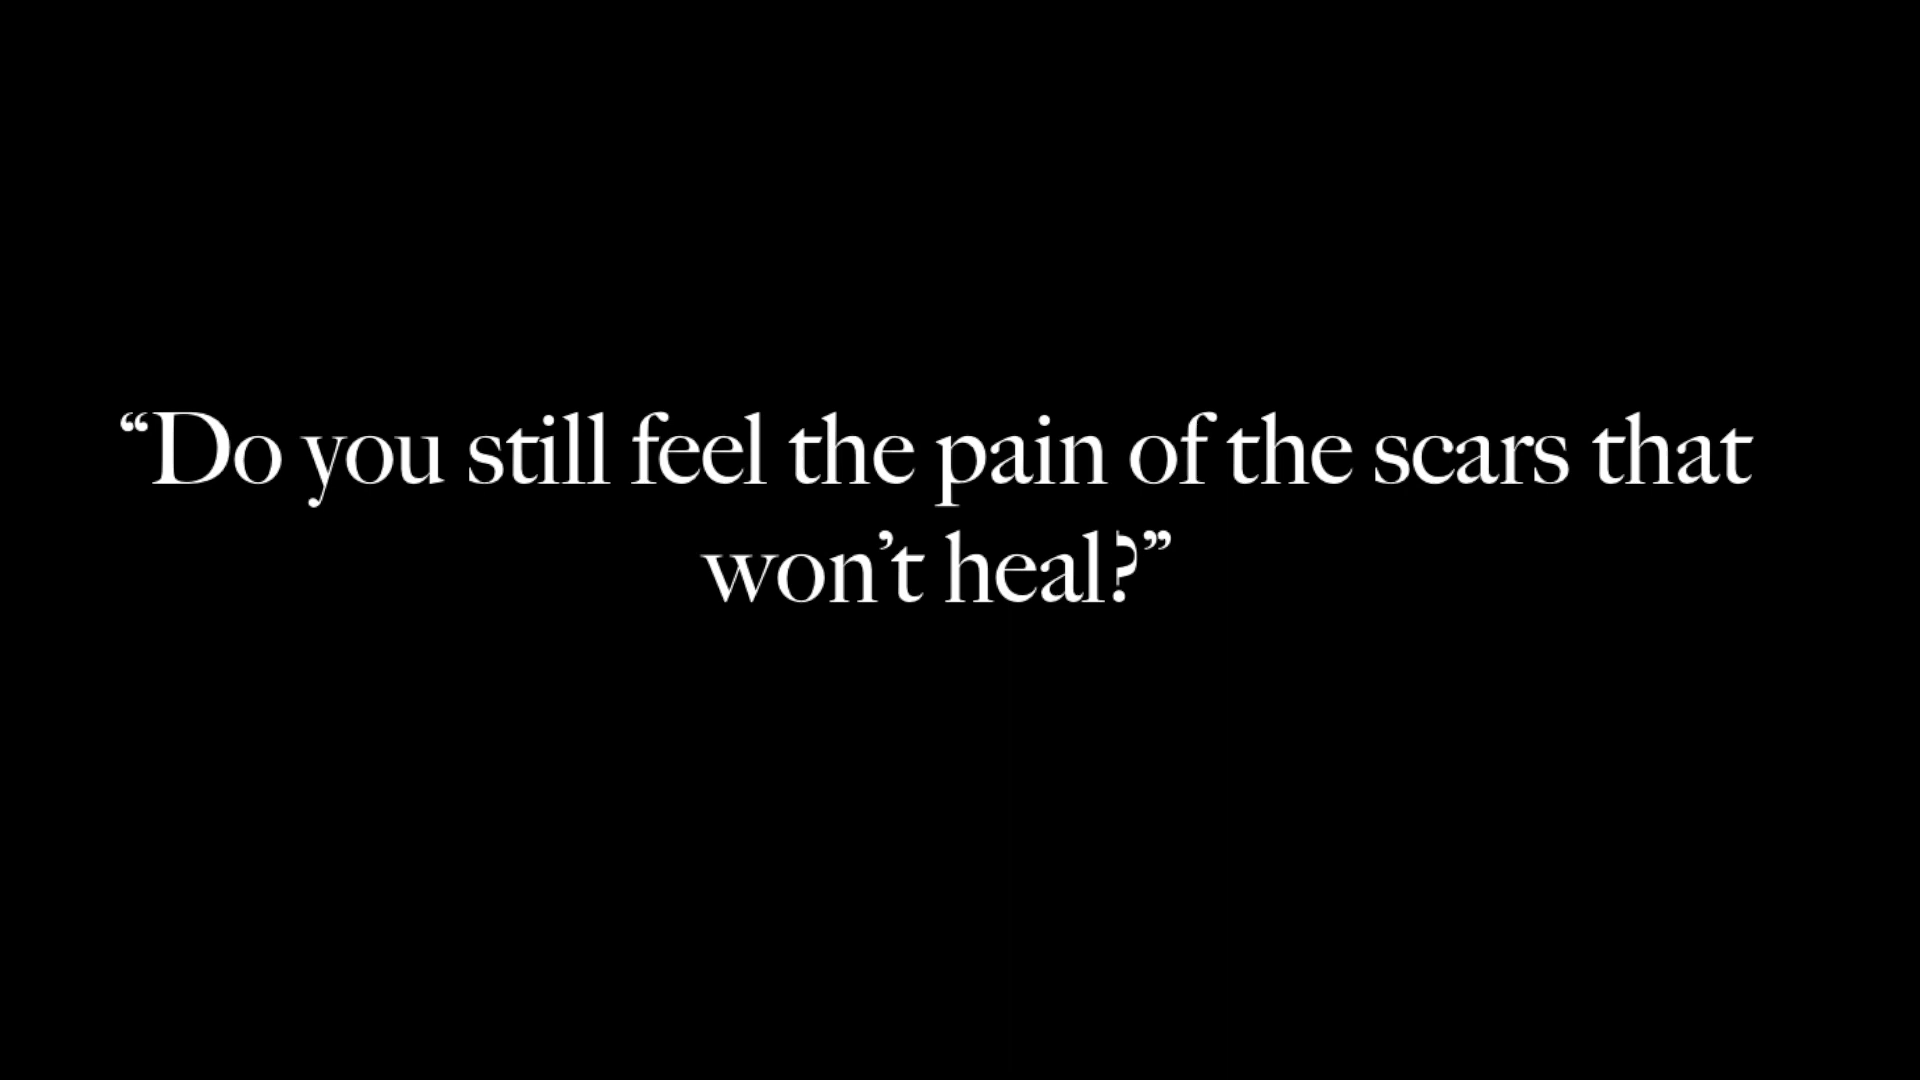 “Do you still feel the pain of the scars that
won’t heal?”